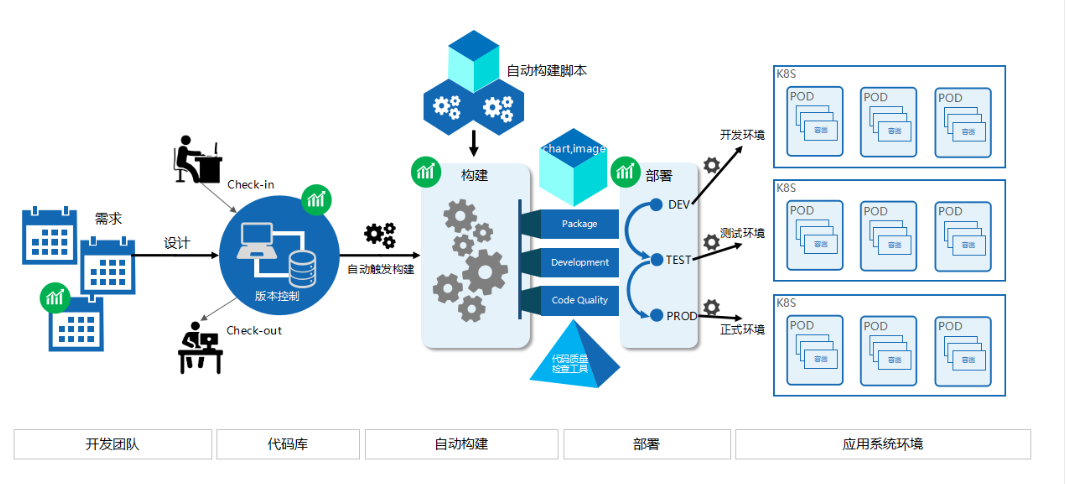 自动构建脚本
需求
设计
Check-in
版本控制
Check-out
自动触发构建
构建
chart,image
Package
Development
Code Quality
代码质量
检查工具
部署
DEV
TEST
PROD
开发环境
测试环境
正式环境
K8S
POD
容器
POD
容器
POD
容器
K8S
POD
容器
POD
容器
POD
容器
K8S
POD
容器
POD
容器
POD
容器
开发团队
代码库
自动构建
部署
应用系统环境